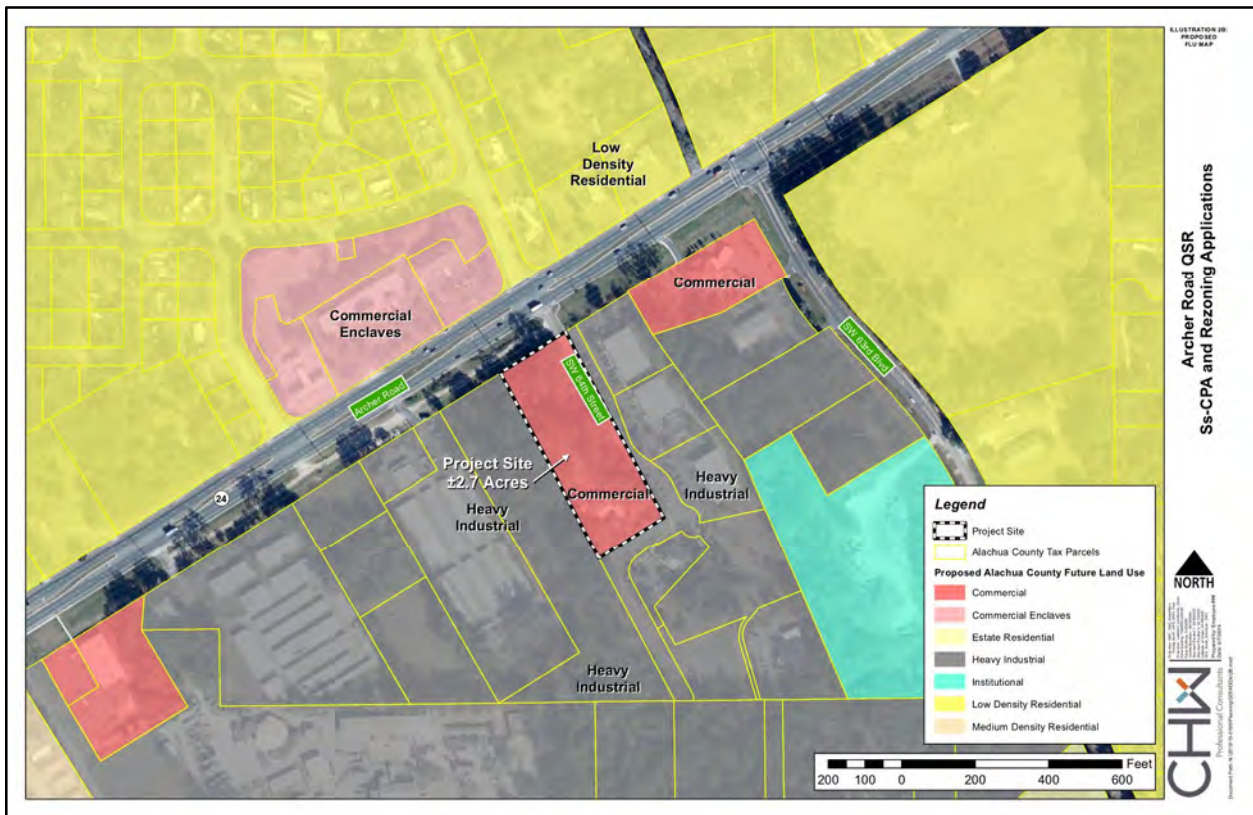 ILLUSTRATION 2B:
PROPOSED
FLU MAP
Archer Road QSR
Ss-CPA and Rezoning Applications
Low
Density
Residential
Commercial
Enclaves
Commercial
SW 63rd Blvd
Archer Road
SW 64th Street
24
Project Site
±2.7 Acres
Commercial
Heavy
Industrial
Heavy
Industrial
Heavy
Industrial
Legend
Project Site
Alachua County Tax Parcels
Proposed Alachua County Future Land Use
Commercial
Commercial Enclaves
Estate Residential
Heavy Industrial
Institutional
Low Density Residential
Medium Density Residential
Feet
200 100 0 200 400 600
NORTH
CHW
Professional Consultants